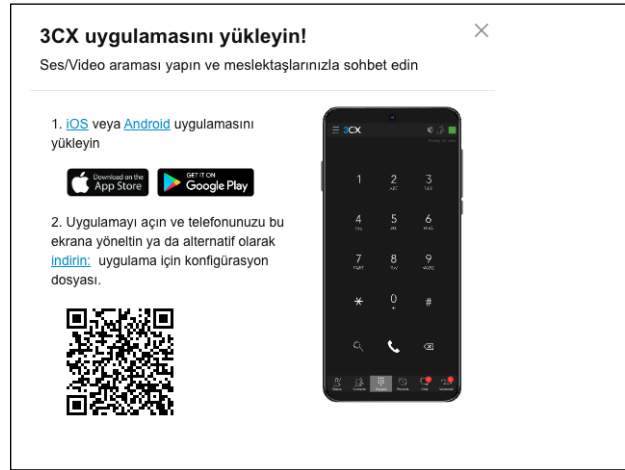 3CX uygulamasını yükleyin!
Ses/Video araması yapın ve meslektaşlarınızla sohbet edin
1. iOS veya Android uygulamasını
yükleyin
Download on the
App Store
GET IT ON
Google Play
2. Uygulamayı açın ve telefonunuzu bu
ekrana yöneltin ya da alternatif olarak
indirin: uygulama için konfigürasyon
dosyası.
3CX
1 2 3
4 5 6
7 8 9
* 0 #